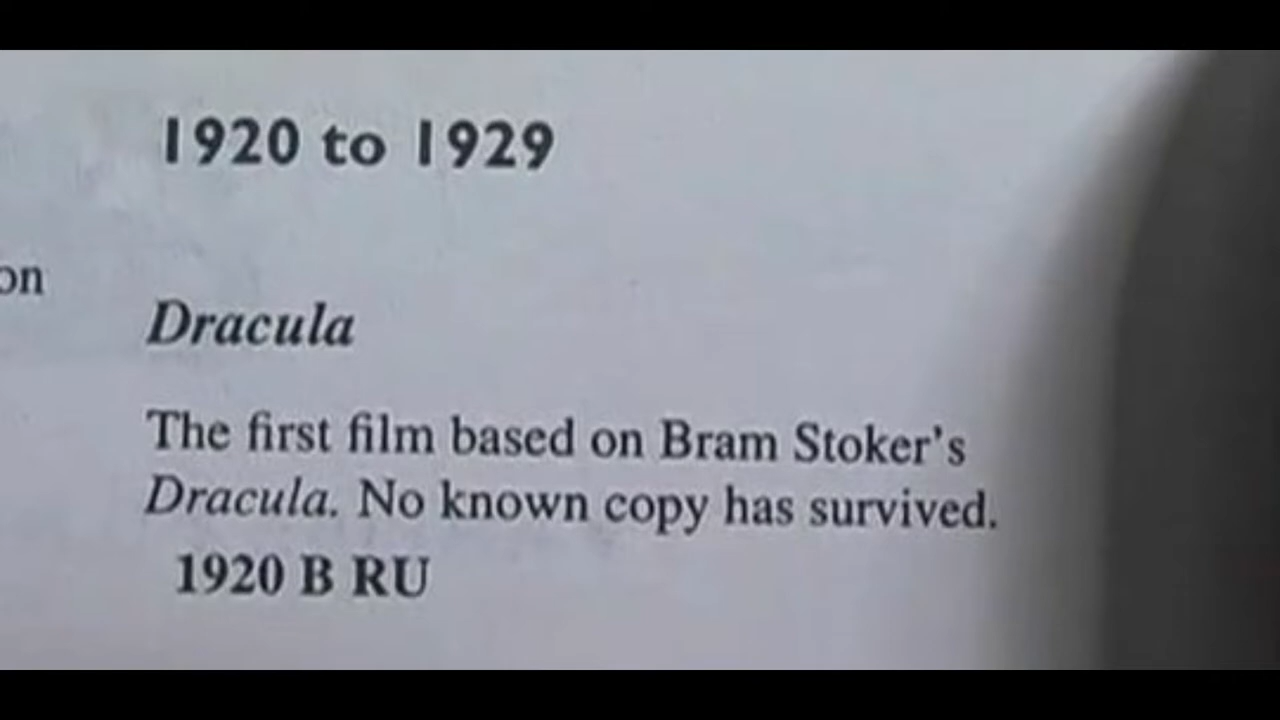 1920 to 1929
on
Dracula
The first film based on Bram Stoker's
Dracula. No known copy has survived.
1920 B RU